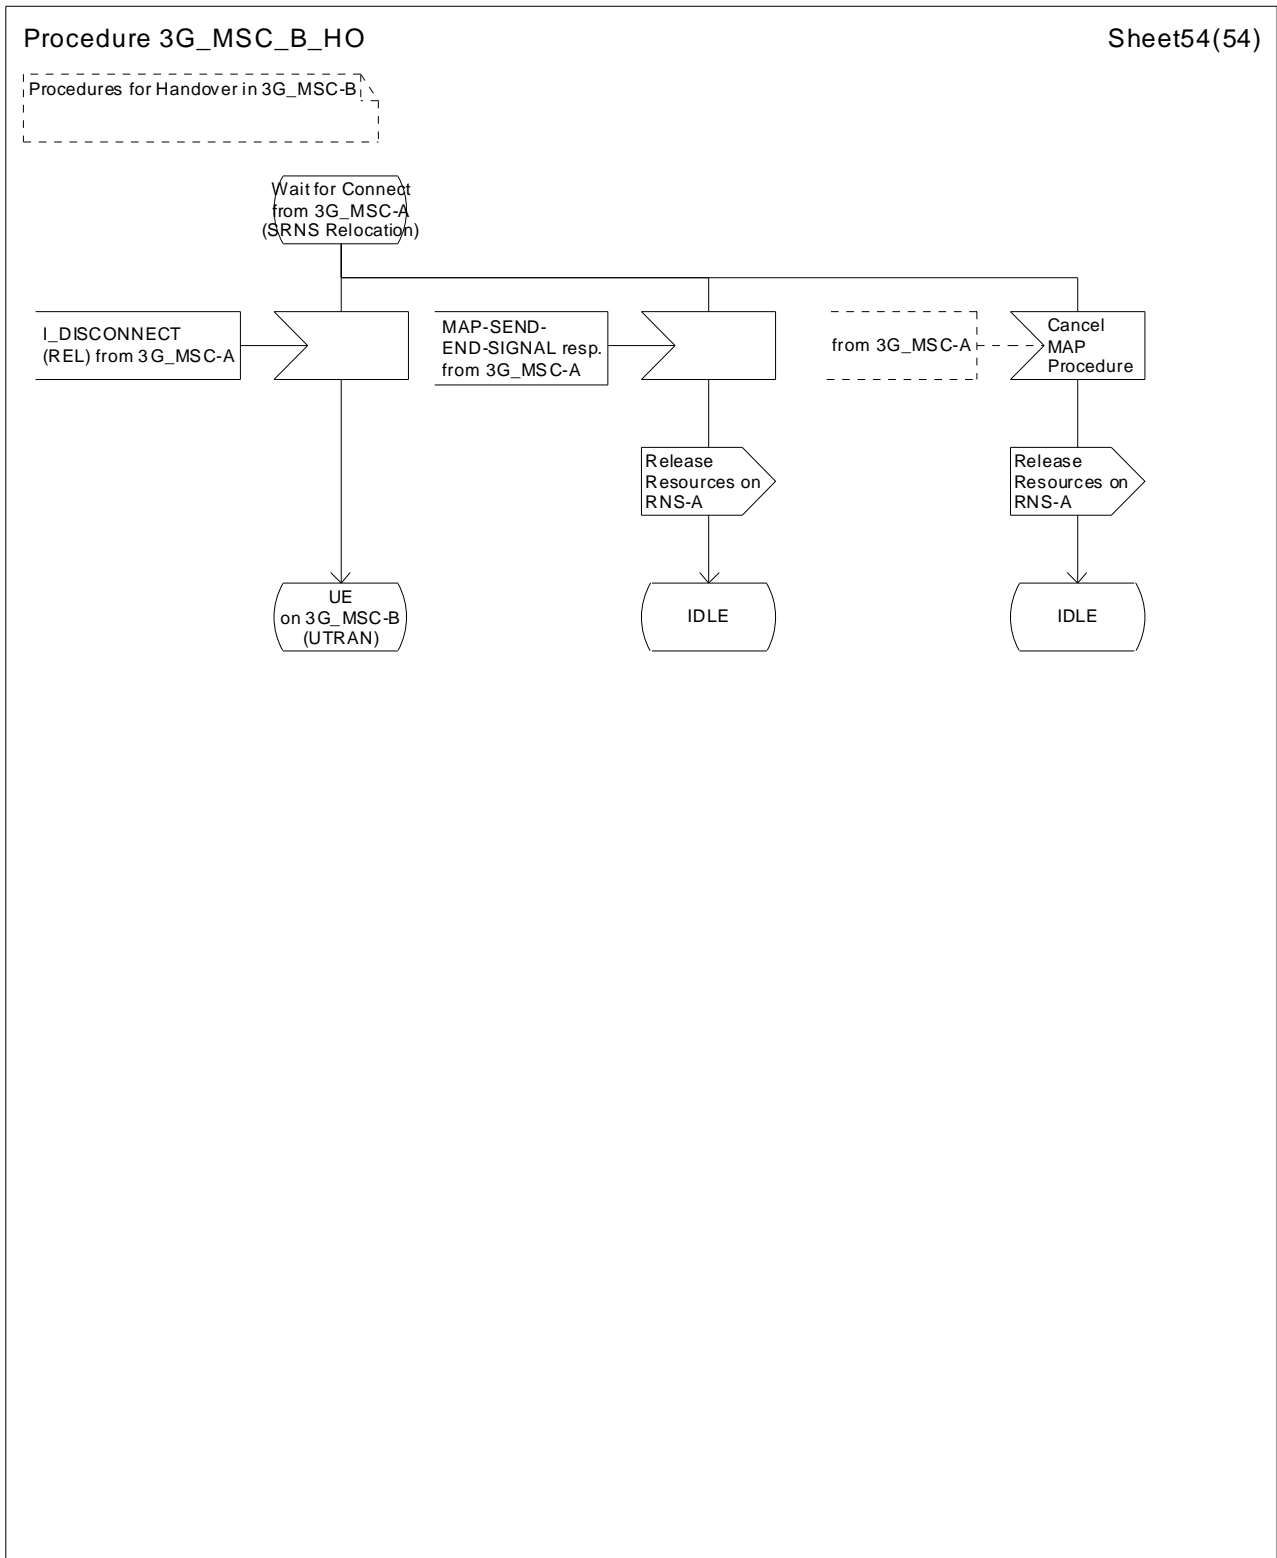 Procedure 3G_MSC_B_HO
Sheet54(54)
Procedures for Handover in 3G_MSC-B
Wait for Connect
from 3G_MSC-A
(SRNS Relocation)
I_DISCONNECT
(REL) from 3G_MSC-A
MAP-SEND-
END-SIGNAL resp.
from 3G_MSC-A
from 3G_MSC-A
Cancel
MAP
Procedure
Release
Resources on
RNS-A
Release
Resources on
RNS-A
UE
on 3G_MSC-B
(UTRAN)
IDLE
IDLE